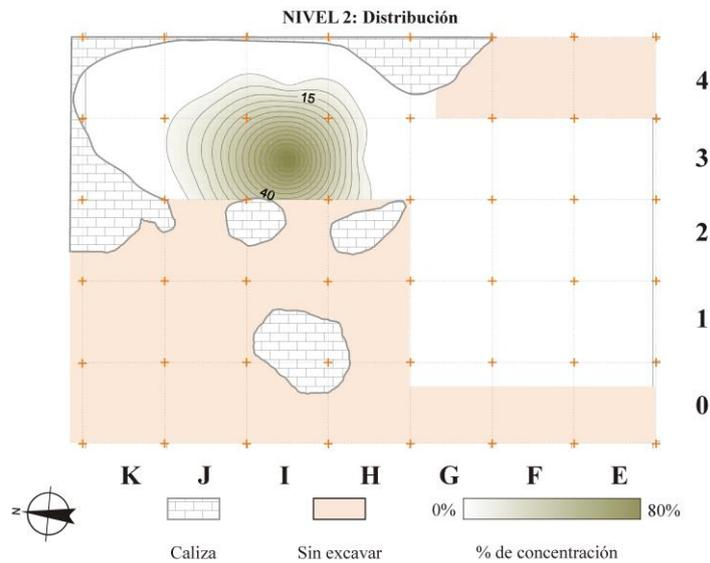 NIVEL 2: Distribución
4
15
3
40
2
1
0
K J I H G F E
N
0% 80%
Caliza Sin excavar % de concentración